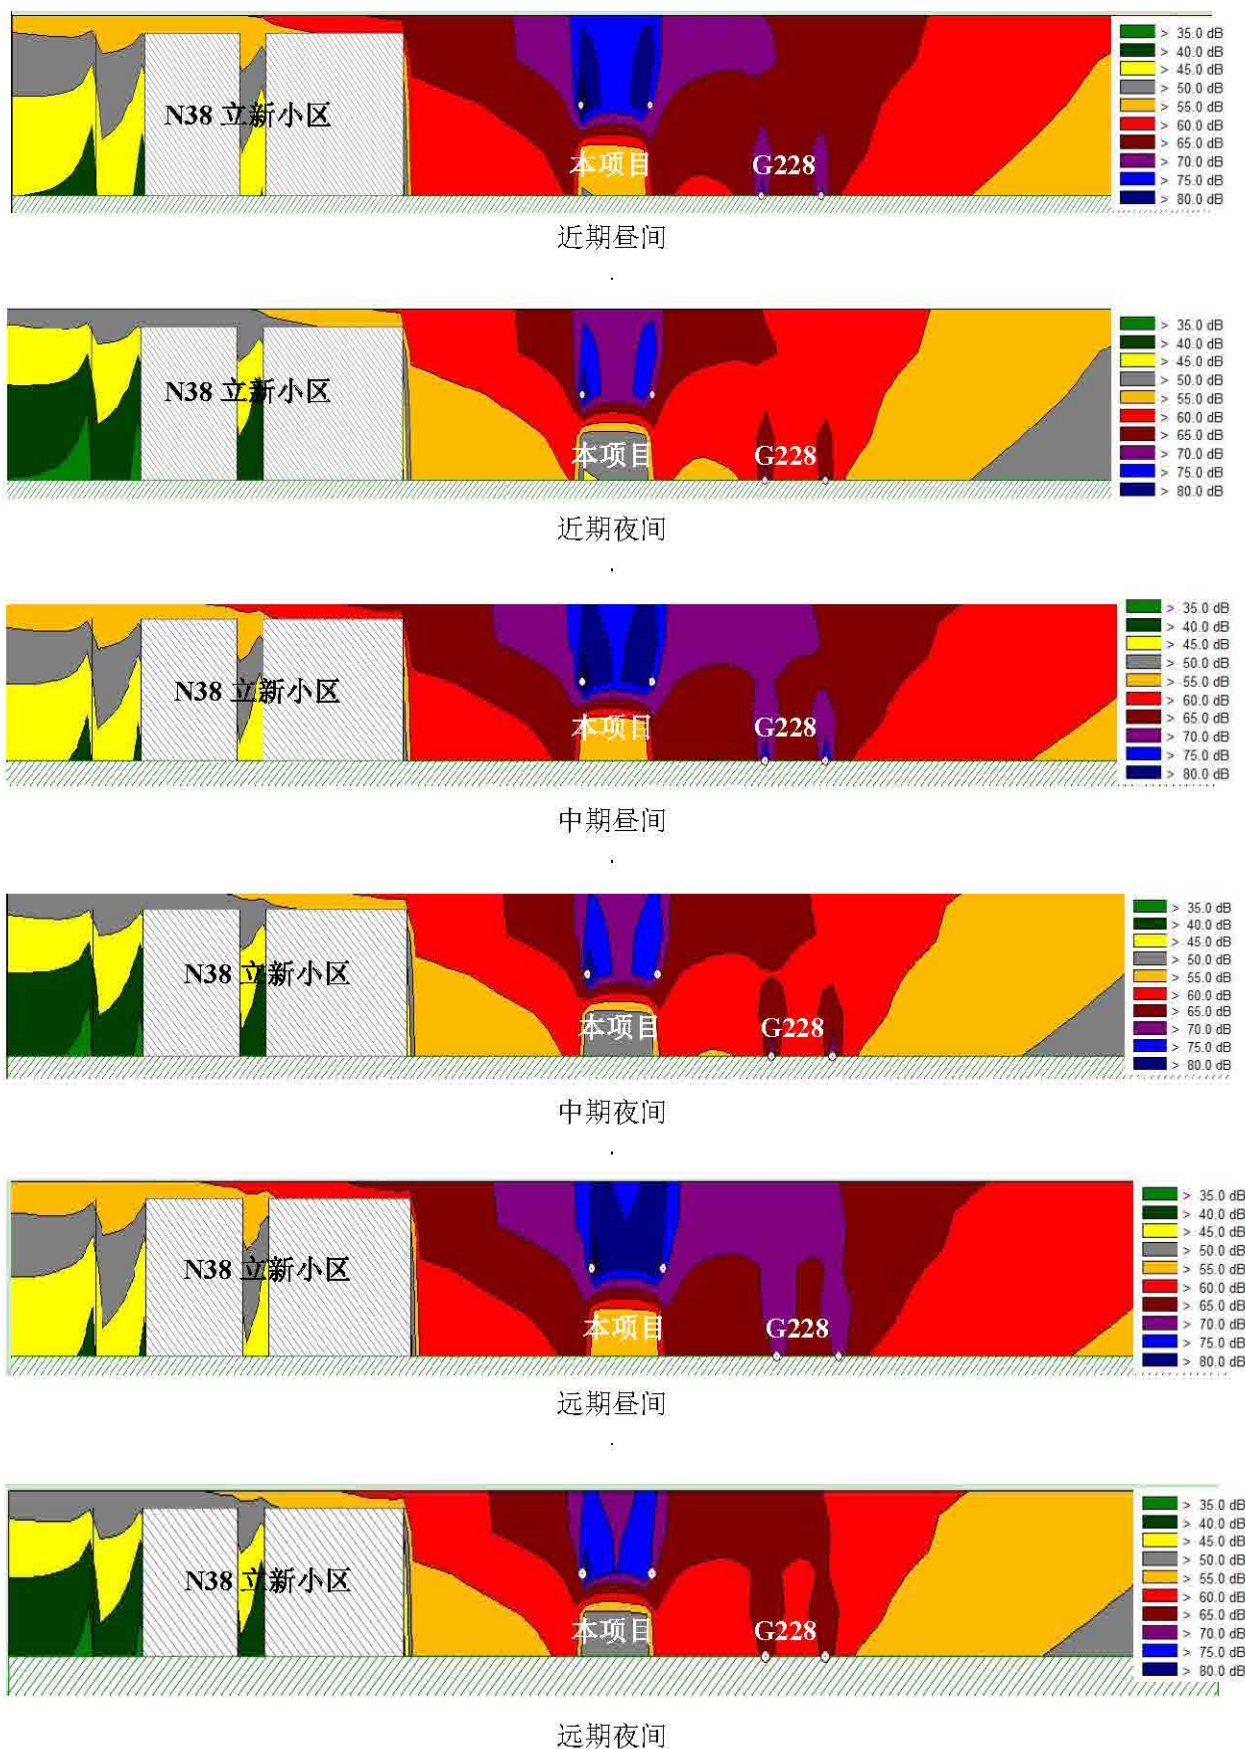 N38 立新小区
本项目
G228
> 35.0 dB
> 40.0 dB
> 45.0 dB
> 50.0 dB
> 55.0 dB
> 60.0 dB
> 65.0 dB
> 70.0 dB
> 75.0 dB
> 80.0 dB
近期昼间
N38 立新小区
本项目
G228
> 35.0 dB
> 40.0 dB
> 45.0 dB
> 50.0 dB
> 55.0 dB
> 60.0 dB
> 65.0 dB
> 70.0 dB
> 75.0 dB
> 80.0 dB
近期夜间
N38 立新小区
本项目
G228
> 35.0 dB
> 40.0 dB
> 45.0 dB
> 50.0 dB
> 55.0 dB
> 60.0 dB
> 65.0 dB
> 70.0 dB
> 75.0 dB
> 80.0 dB
中期昼间
N38 立新小区
本项目
G228
> 35.0 dB
> 40.0 dB
> 45.0 dB
> 50.0 dB
> 55.0 dB
> 60.0 dB
> 65.0 dB
> 70.0 dB
> 75.0 dB
> 80.0 dB
中期夜间
N38 立新小区
本项目
G228
> 35.0 dB
> 40.0 dB
> 45.0 dB
> 50.0 dB
> 55.0 dB
> 60.0 dB
> 65.0 dB
> 70.0 dB
> 75.0 dB
> 80.0 dB
远期昼间
N38 立新小区
本项目
G228
> 35.0 dB
> 40.0 dB
> 45.0 dB
> 50.0 dB
> 55.0 dB
> 60.0 dB
> 65.0 dB
> 70.0 dB
> 75.0 dB
> 80.0 dB
远期夜间